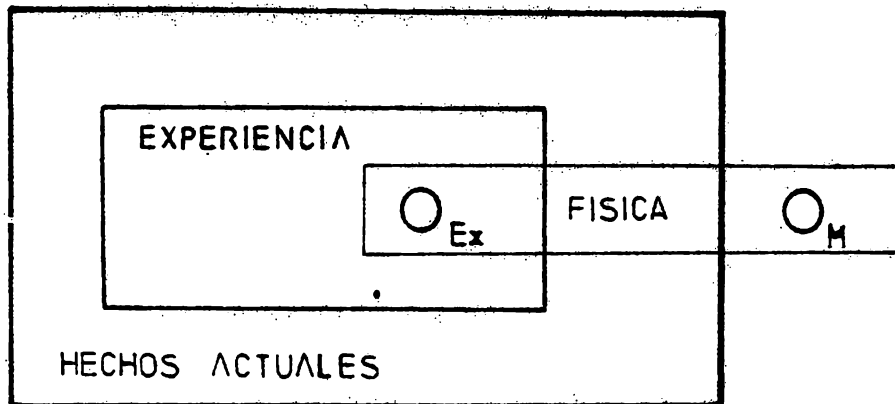 EXPERIENCIA
Ex
FISICA
M
HECHOS ACTUALES